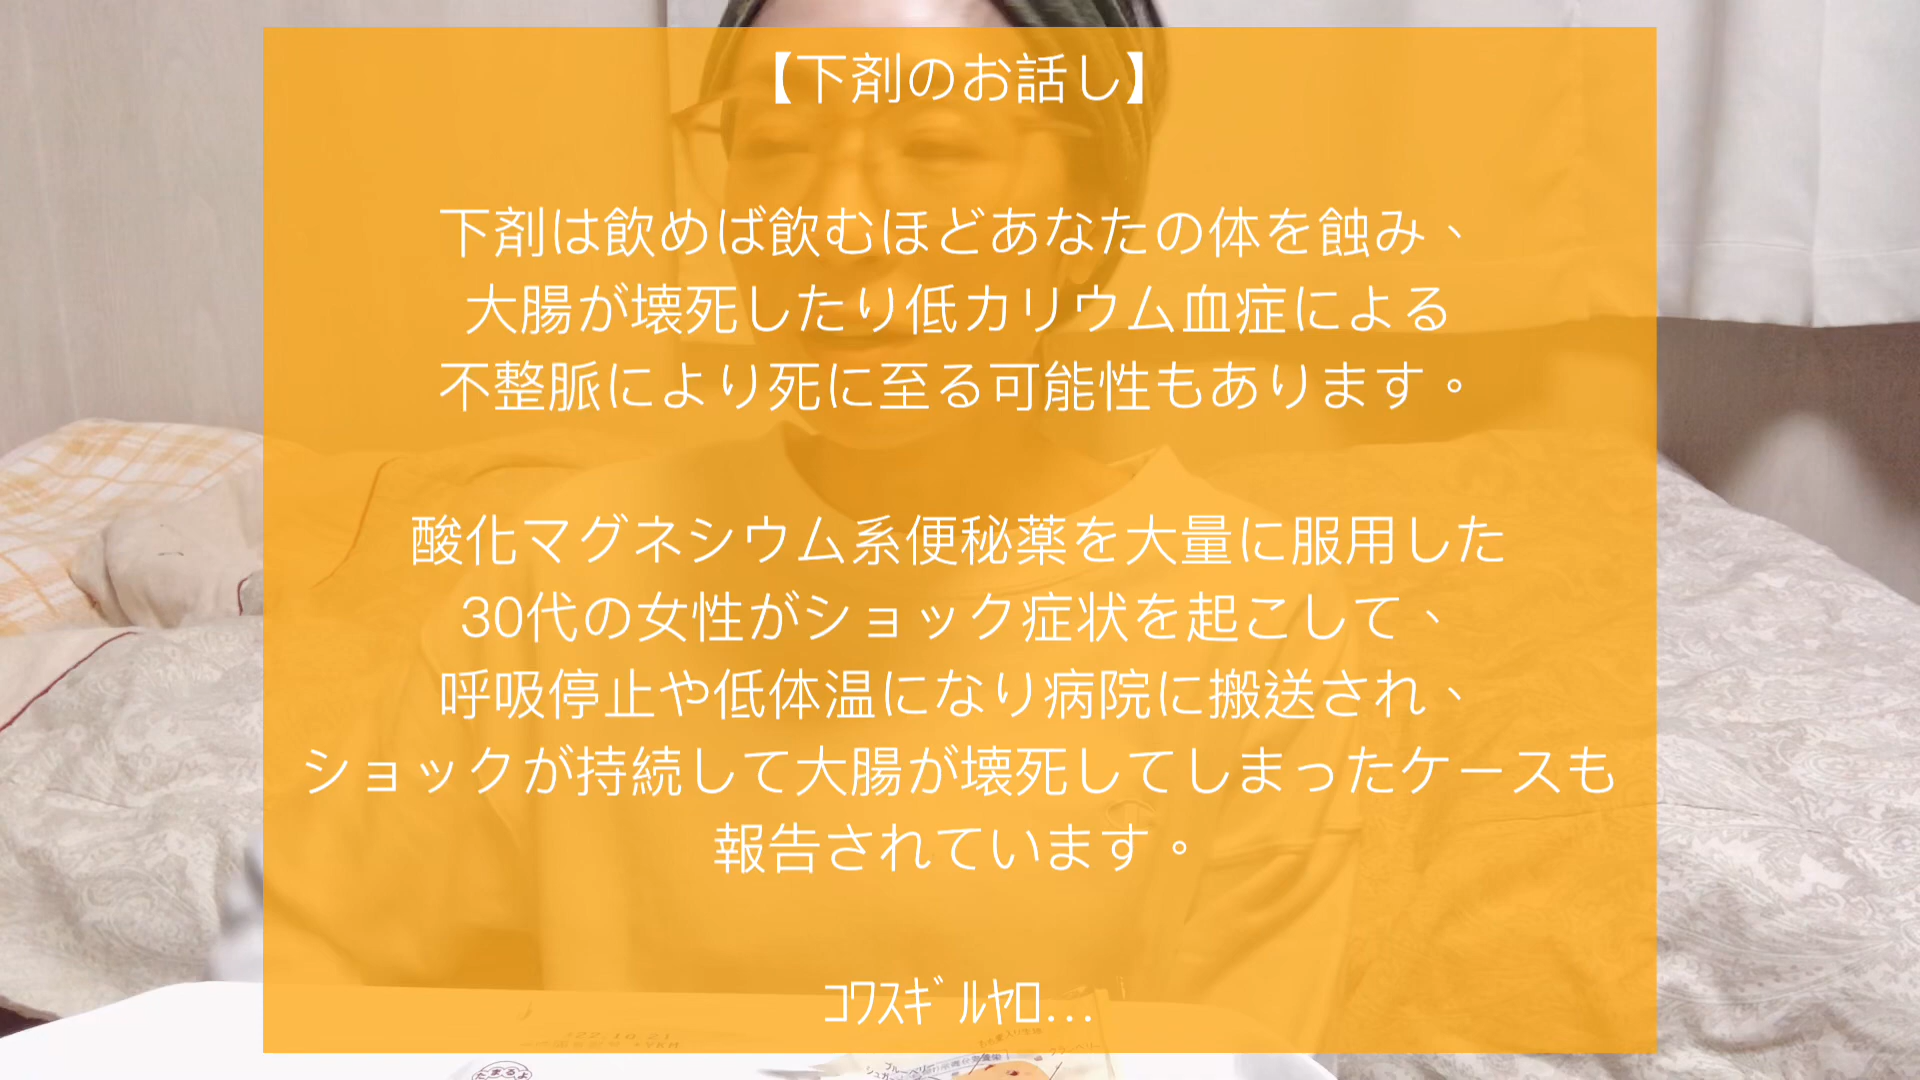 【下剤のお話し】
下剤は飲めば飲むほどあなたの体を蝕み、
大腸が壊死したり低カリウム血症による
不整脈により死に至る可能性もあります。
酸化マグネシウム系便秘薬を大量に服用した
30代の女性がショック症状を起こして、
呼吸停止や低体温になり病院に搬送され、
ショックが持続して大腸が壊死してしまったケースも
報告されています。
ｺﾜｽｷﾞﾙﾔﾛ…
ブルーベリー